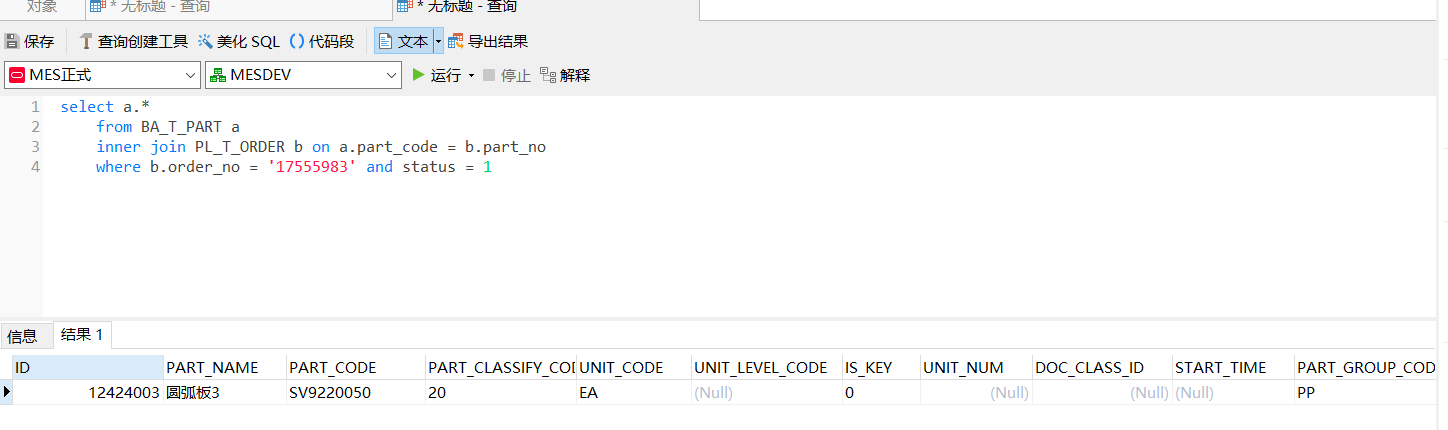 对象 * 无标题 - 查询 * 无标题 - 查询
保存 查询创建工具 美化 SQL () 代码段 文本 导出结果
MES正式 MESDEV 运行 停止 解释
1 select a.*
2 from BA_T_PART a
3 inner join PL_T_ORDER b on a.part_code = b.part_no
4 where b.order_no = '17555983' and status = 1
信息 结果 1
ID PART_NAME PART_CODE PART_CLASSIFY_COD UNIT_CODE UNIT_LEVEL_CODE IS_KEY UNIT_NUM DOC_CLASS_ID START_TIME PART_GROUP_COD
12424003 圆弧板3 SV9220050 20 EA (Null) 0 (Null) (Null) (Null) PP